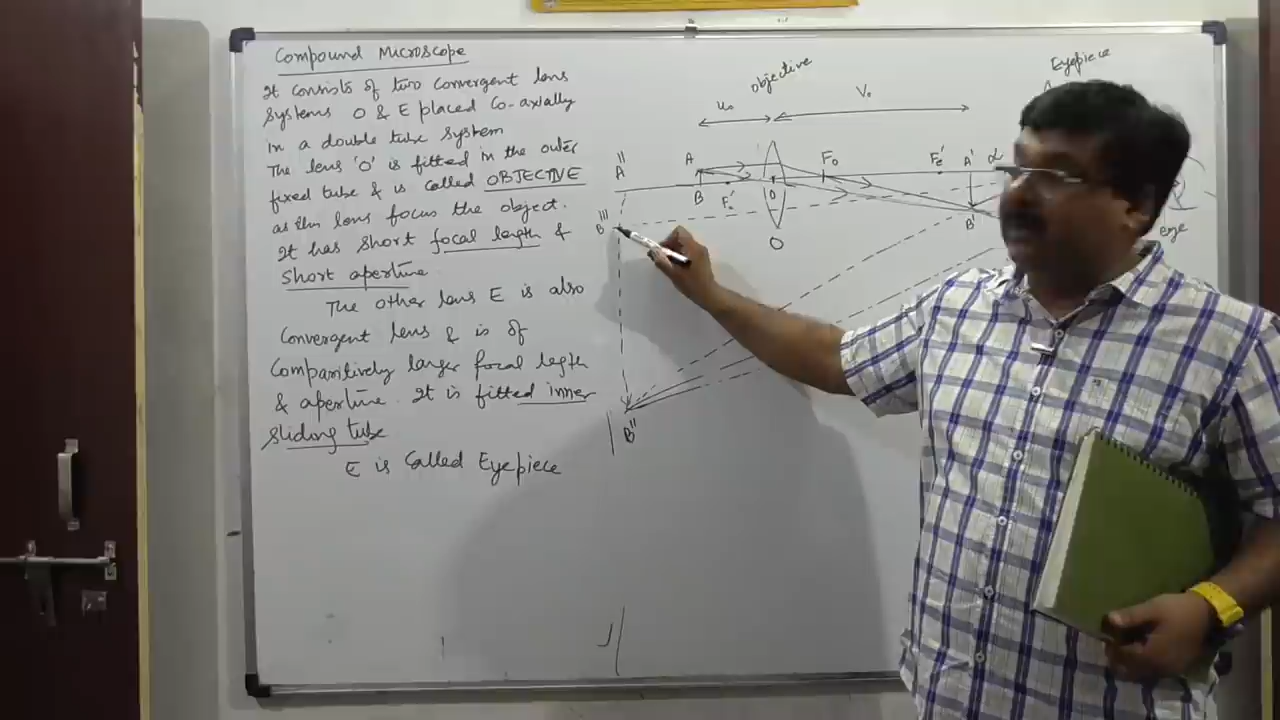 Compound Microscope
It consists of two convergent lens
systems O & E placed co-axially
in a double tube system
The lens 'O' is fitted in the outer
fixed tube & is called OBJECTIVE
as this lens focus the object.
It has short focal length &
short aperture.
The other lens E is also
Convergent lens & is of
Comparitively larger focal legth
& aperture. It is fitted inner
sliding tube
E is called Eyepiece
Objective
Eyepiece
u₀
V₀
A"
A
F₀
Fe'
A'
α
B
F₀'
O
B'''
O
B'
eye
B"